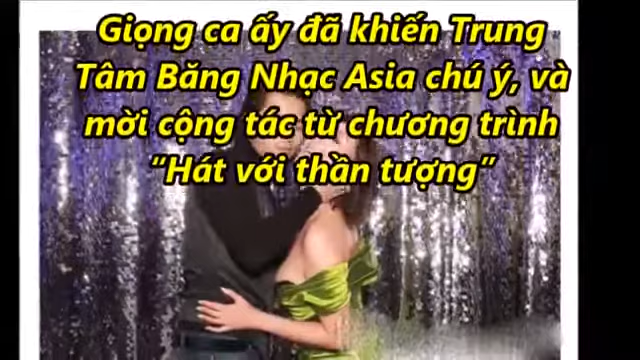 Giọng ca ấy đã khiến Trung
Tâm Băng Nhạc Asia chú ý, và
mời cộng tác từ chương trình
“Hát với thần tượng”